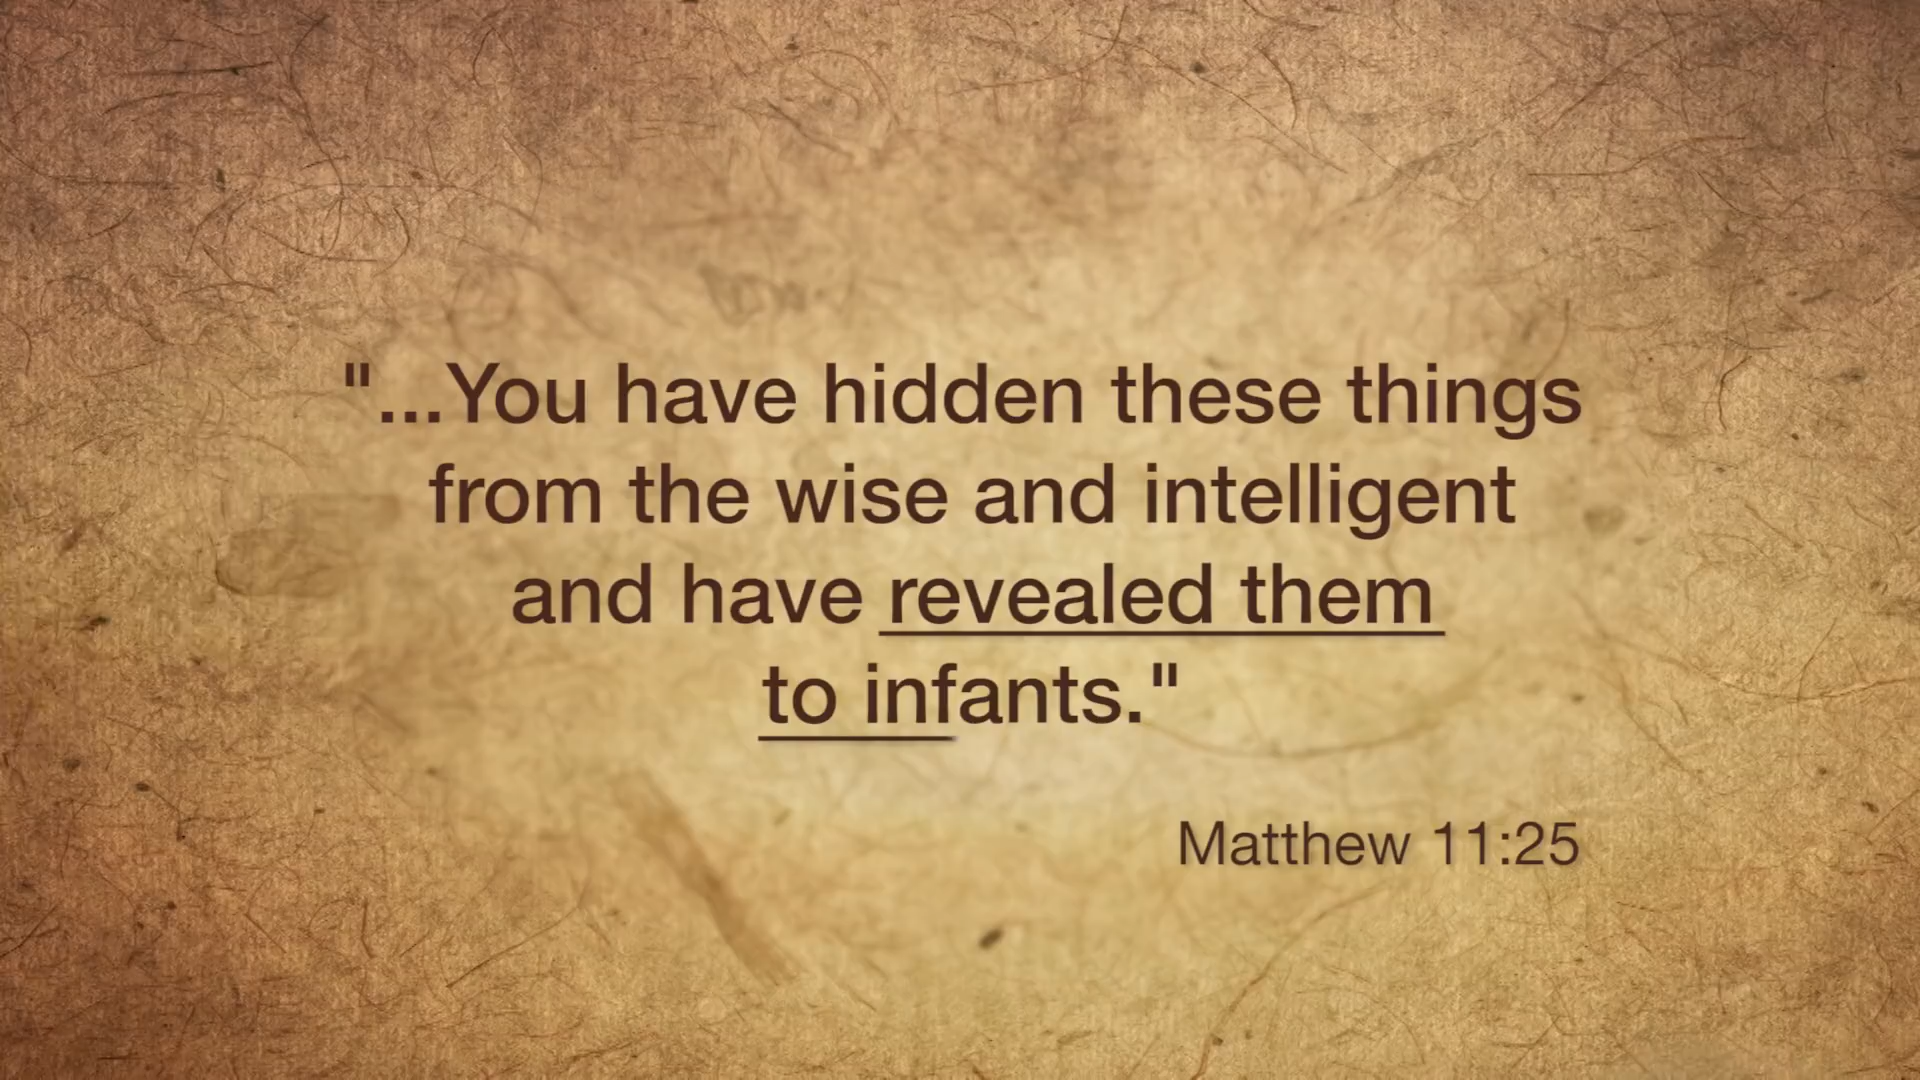 "...You have hidden these things
from the wise and intelligent
and have revealed them
to infants."
Matthew 11:25